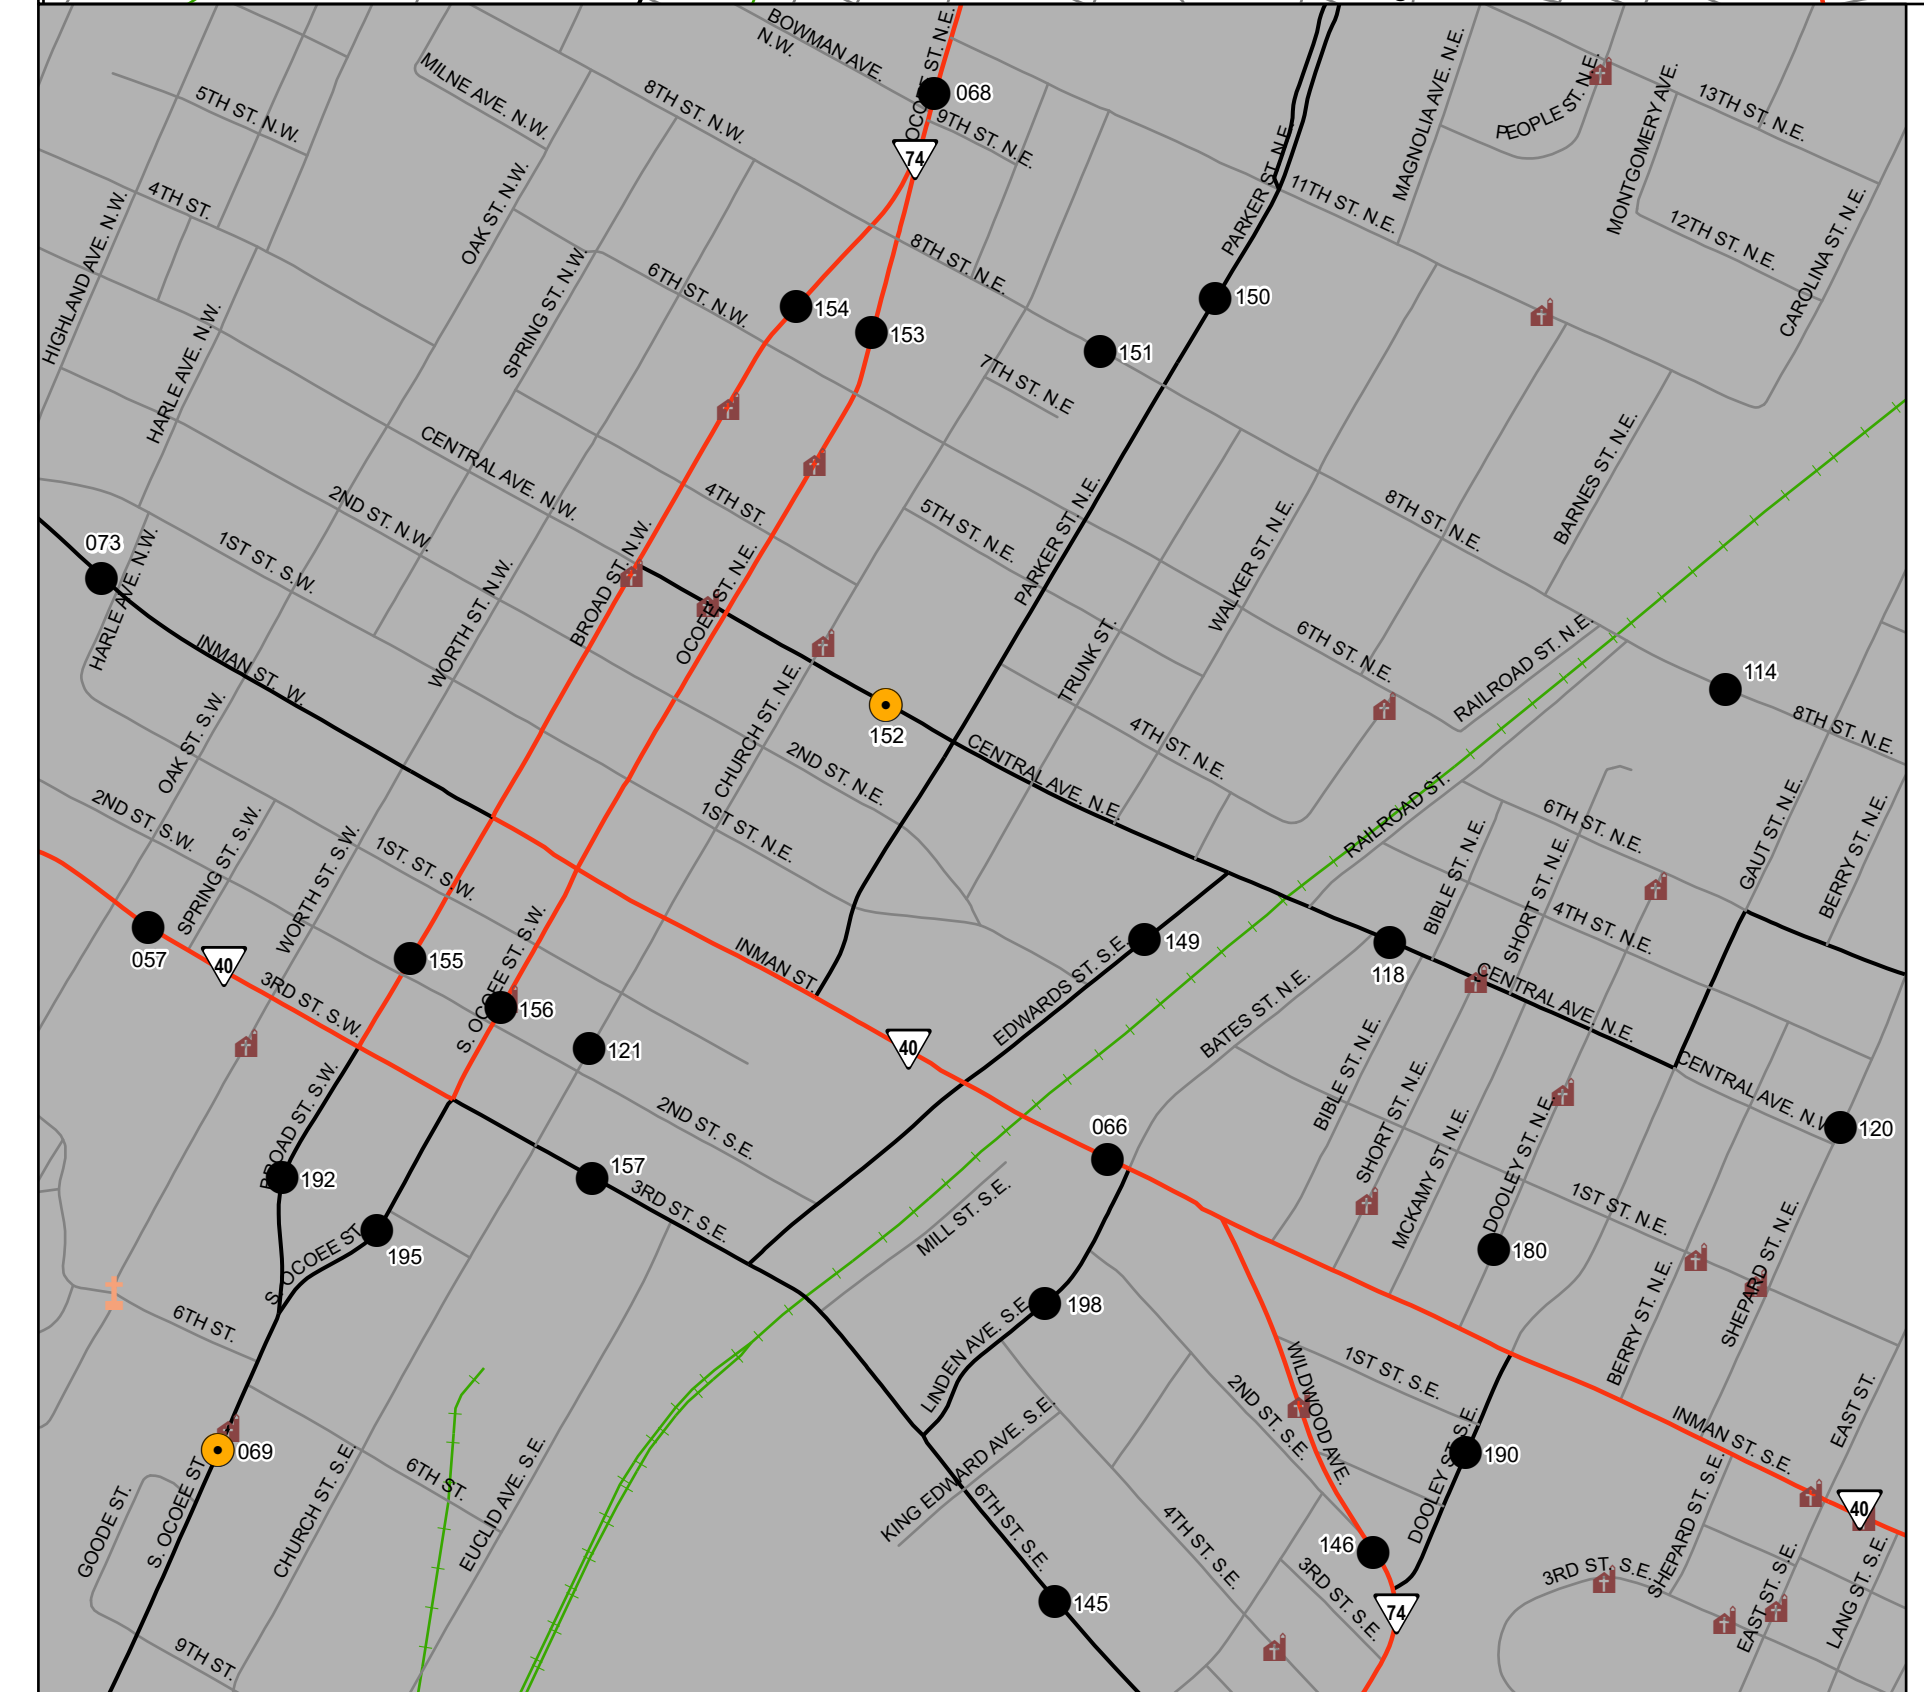 BOWMAN AVE.
N.W.
OCOEE ST. N.E.
068
9TH ST. N.E.
74
MILNE AVE. N.W.
8TH ST. N.W.
5TH ST. N.W.
4TH ST.
OAK ST. N.W.
HIGHLAND AVE. N.W.
HARLE AVE. N.W.
SPRING ST. N.W.
6TH ST. N.W.
8TH ST. N.E.
154
153
151
150
7TH ST. N.E
PARKER ST. N.E.
11TH ST. N.E.
MAGNOLIA AVE. N.E.
PEOPLE ST. N.E.
MONTGOMERY AVE.
13TH ST. N.E.
12TH ST. N.E.
CAROLINA ST. N.E.
BARNES ST. N.E.
8TH ST. N.E.
CENTRAL AVE. N.W.
2ND ST. N.W.
1ST ST. S.W.
4TH ST.
5TH ST. N.E.
PARKER ST. N.E.
WALKER ST. N.E.
TRUNK ST.
6TH ST. N.E.
RAILROAD ST. N.E.
073
HARLE AVE. N.W.
INMAN ST. W.
WORTH ST. N.W.
BROAD ST. N.W.
OCOEE ST. N.E.
CHURCH ST. N.E.
152
114
8TH ST. N.E.
4TH ST. N.E.
CENTRAL AVE. N.E.
2ND ST. N.E.
1ST ST. N.E.
OAK ST. S.W.
2ND ST. S.W.
SPRING ST. S.W.
WORTH ST. S.W.
1ST. ST. S.W.
RAILROAD ST.
6TH ST. N.E.
GAUT ST. N.E.
BERRY ST. N.E.
BIBLE ST. N.E.
SHORT ST. N.E.
4TH ST. N.E.
057
40
3RD ST. S.W.
155
S. OCOEE ST. S.W.
156
121
INMAN ST.
40
EDWARDS ST. S.E.
149
BATES ST. N.E.
118
CENTRAL AVE. N.E.
CENTRAL AVE. N.W.
120
BIBLE ST. N.E.
SHORT ST. N.E.
MCKAMY ST. N.E.
DOOLEY ST. N.E.
1ST ST. N.E.
SHEPARD ST. N.E.
BROAD ST. S.W.
192
S. OCOEE ST.
195
157
3RD ST. S.E.
2ND ST. S.E.
066
MILL ST. S.E.
180
BERRY ST. N.E.
6TH ST.
198
LINDEN AVE. S.E.
WILDWOOD AVE.
1ST ST. S.E.
2ND ST. S.E.
EAST ST.
INMAN ST. S.E.
40
069
S. OCOEE ST.
GOODE ST.
CHURCH ST. S.E.
6TH ST.
EUCLID AVE. S.E.
KING EDWARD AVE. S.E.
6TH ST. S.E.
4TH ST. S.E.
3RD ST. S.E.
146
DOOLEY ST. S.E.
190
74
145
3RD ST. S.E.
SHEPARD ST. S.E.
EAST ST. S.E.
LANG ST. S.E.
9TH ST.